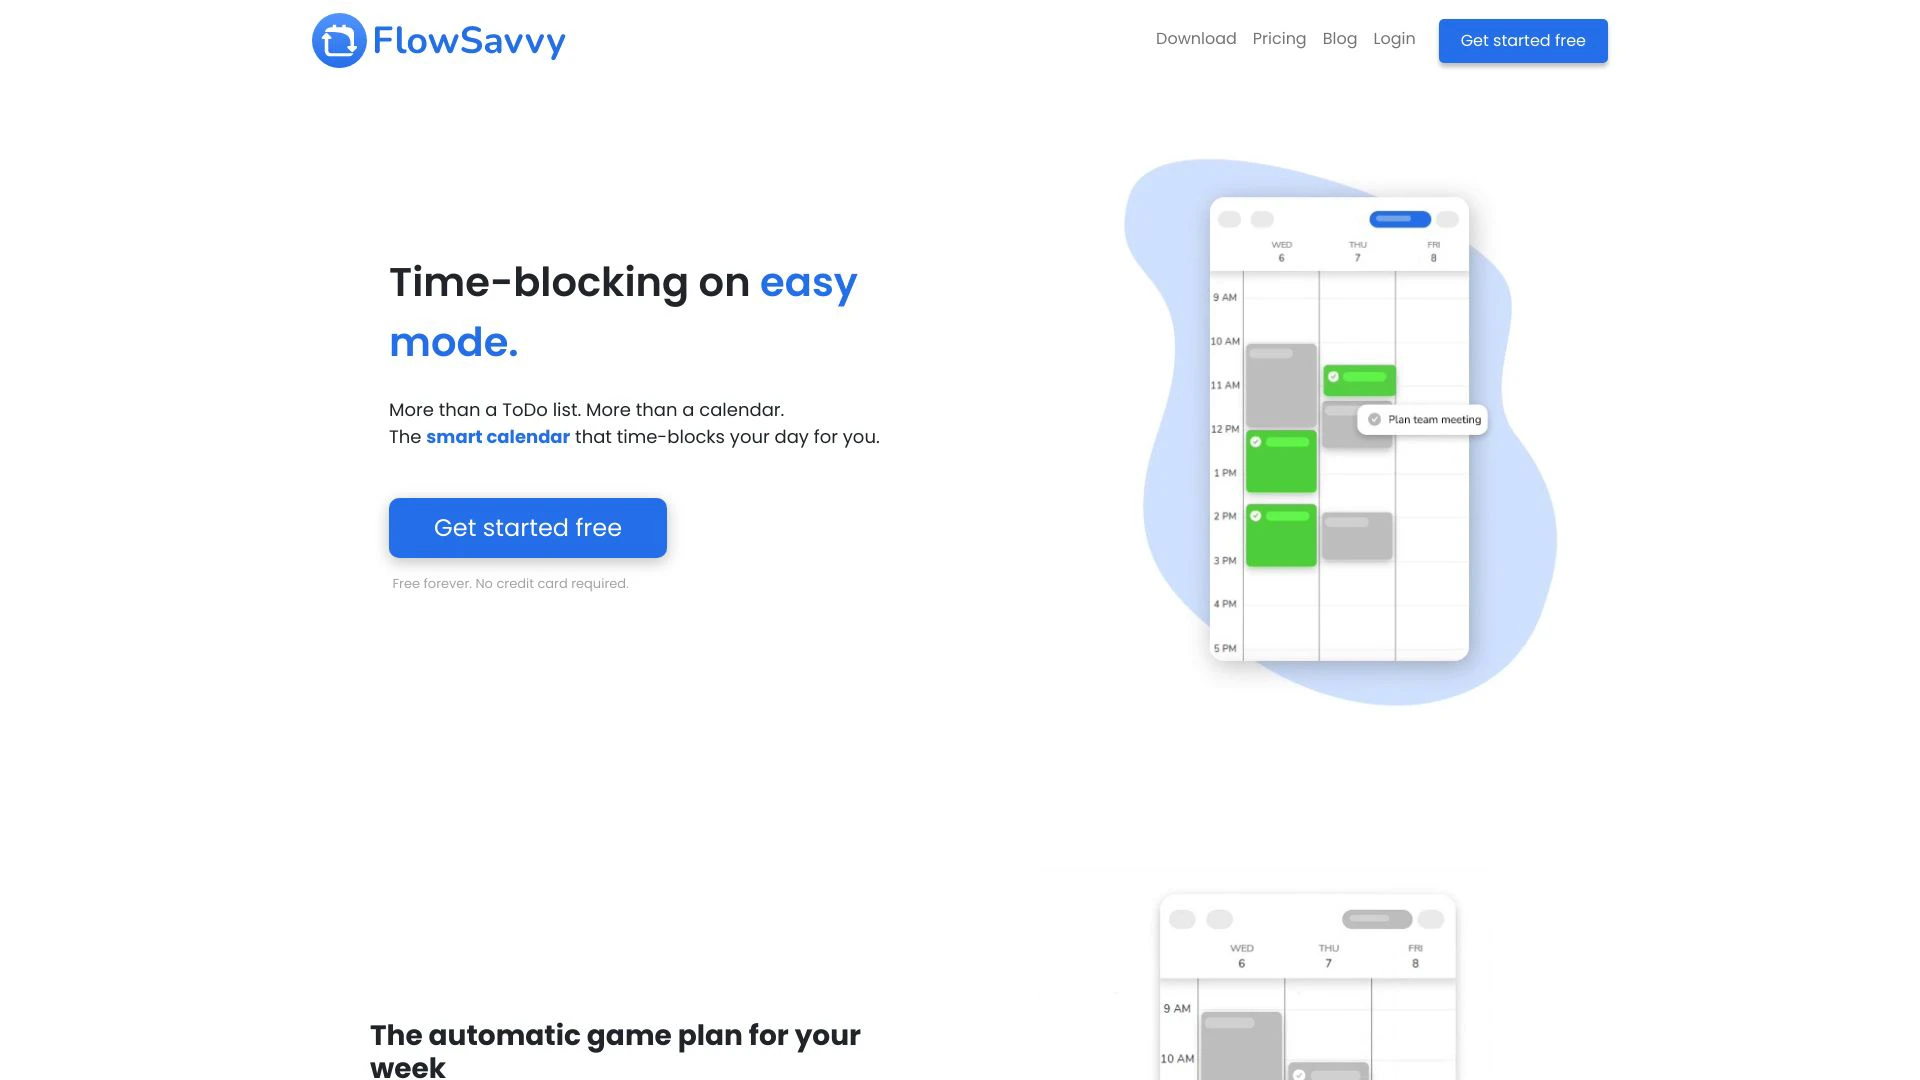 FlowSavvy
Download Pricing Blog Login Get started free
Time-blocking on easy
mode.
More than a ToDo list. More than a calendar.
The smart calendar that time-blocks your day for you.
Get started free
Free forever. No credit card required.
WED THU FRI
6 7 8
9 AM
10 AM
11 AM
Plan team meeting
12 PM
1 PM
2 PM
3 PM
4 PM
5 PM
The automatic game plan for your
week
WED THU FRI
6 7 8
9 AM
10 AM